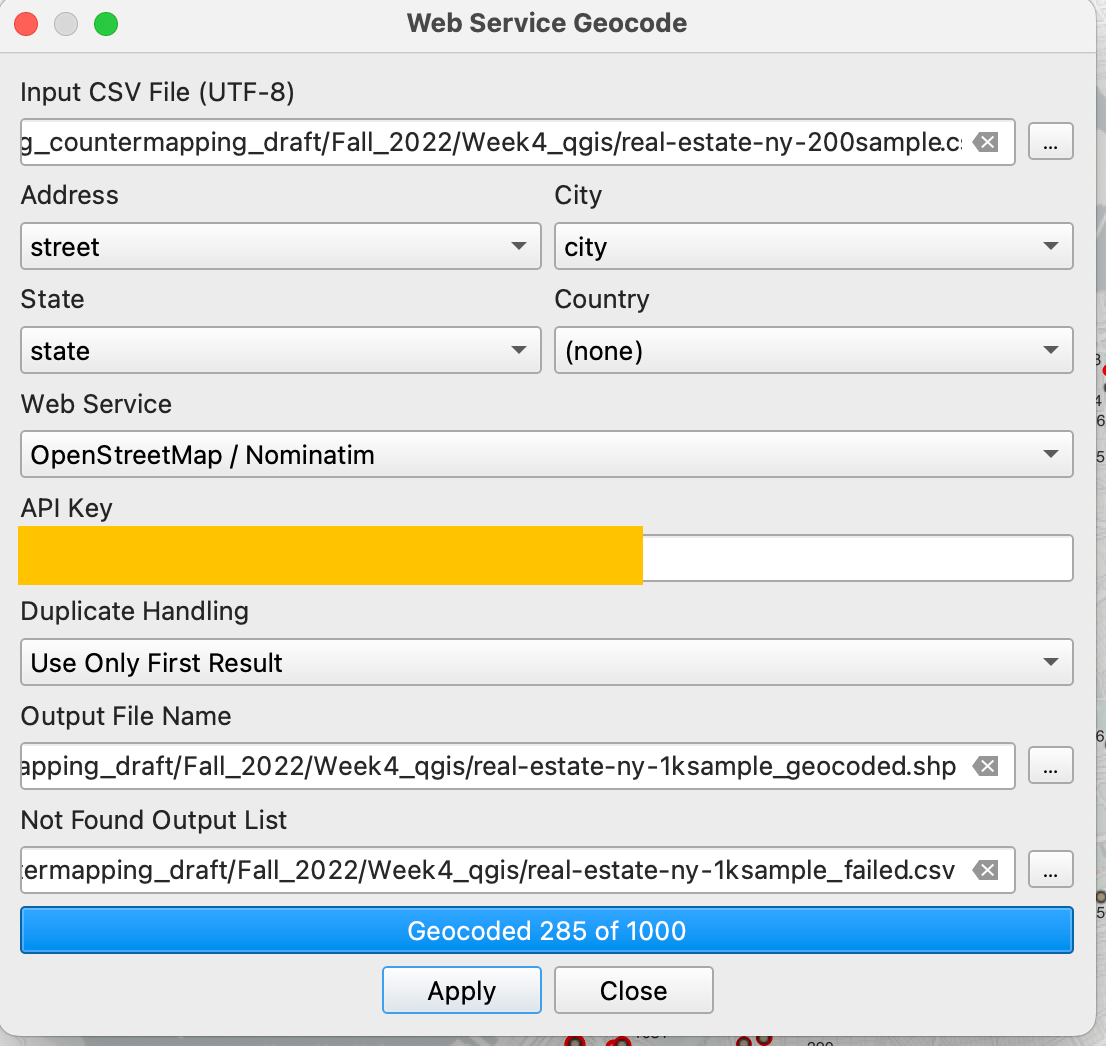 Web Service Geocode
Input CSV File (UTF-8)
g_countermapping_draft/Fall_2022/Week4_qgis/real-estate-ny-200sample.cs
...
Address City
street city
State Country
state (none)
Web Service
OpenStreetMap / Nominatim
API Key
Duplicate Handling
Use Only First Result
Output File Name
apping_draft/Fall_2022/Week4_qgis/real-estate-ny-1ksample_geocoded.shp
...
Not Found Output List
termapping_draft/Fall_2022/Week4_qgis/real-estate-ny-1ksample_failed.csv
...
Geocoded 285 of 1000
Apply Close